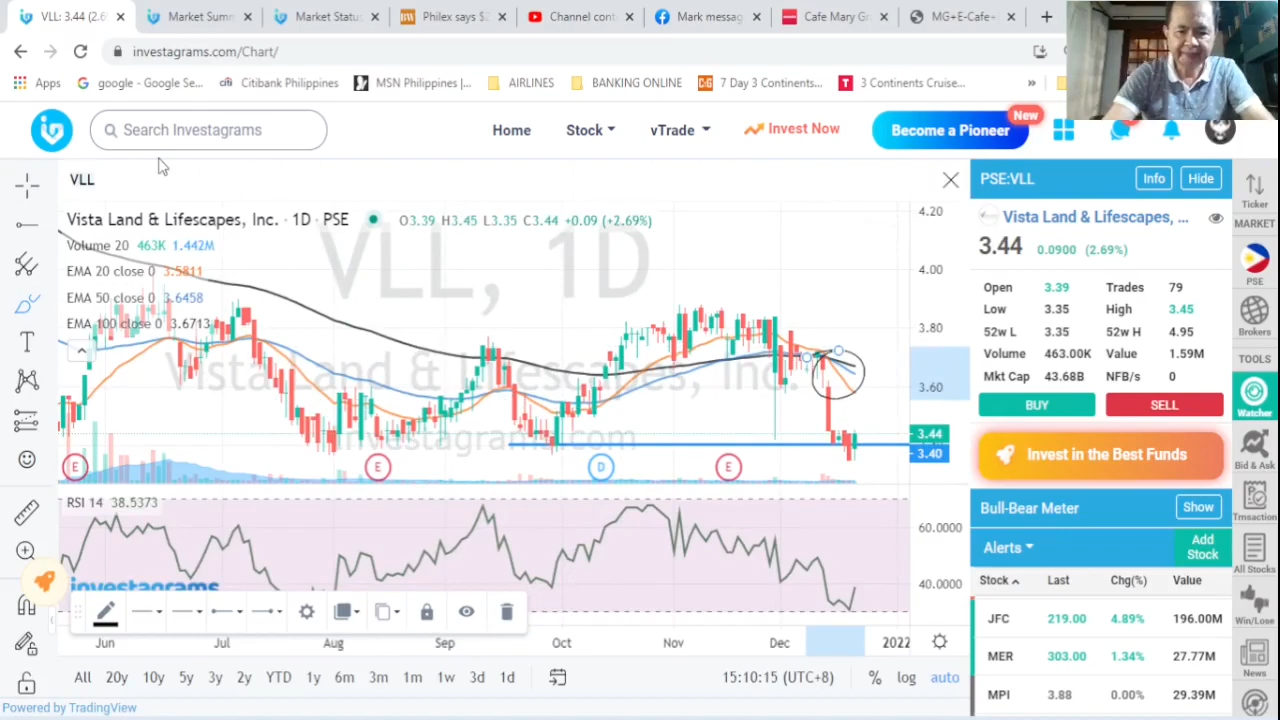 VLL: 3.44 (2.6
Market Summ
Market Status
Philex says $2
Channel cont
Mark messag
Cafe Mary Gr
MG+E-Cafe+
investagrams.com/Chart/
Apps
google - Google Se...
Citibank Philippines
MSN Philippines |...
AIRLINES
BANKING ONLINE
7 Day 3 Continents...
3 Continents Cruise...
»
Search Investagrams
Home
Stock
vTrade
Invest Now
Become a Pioneer
New
VLL
Vista Land & Lifescapes, Inc. · 1D · PSE
O3.39 H3.45 L3.35 C3.44 +0.09 (+2.69%)
Volume 20 463K 1.442M
EMA 20 close 0 3.5811
EMA 50 close 0 3.6458
EMA 100 close 0 3.6713
VLL, 1D
Vista Land & Lifescapes, Inc.
investagrams.com
4.20
4.00
3.80
3.60
3.44
3.40
E
E
D
E
RSI 14 38.5373
60.0000
40.0000
investagrams
Jun
Jul
Aug
Sep
Oct
Nov
Dec
2022
All
20y
10y
5y
3y
2y
YTD
1y
6m
3m
1m
1w
3d
1d
15:10:15 (UTC+8)
%
log
auto
Powered by TradingView
PSE:VLL
Info
Hide
Vista Land & Lifescapes, ...
3.44 0.0900 (2.69%)
Open 3.39 Trades 79
Low 3.35 High 3.45
52w L 3.35 52w H 4.95
Volume 463.00K Value 1.59M
Mkt Cap 43.68B NFB/s 0
BUY
SELL
Invest in the Best Funds
Bull-Bear Meter
Show
Alerts
Add
Stock
Stock Last Chg(%) Value
JFC 219.00 4.89% 196.00M
MER 303.00 1.34% 27.77M
MPI 3.88 0.00% 29.39M
Ticker
MARKET
PSE
Brokers
TOOLS
Watcher
Bid & Ask
Trnsaction
All Stocks
Win/Lose
News